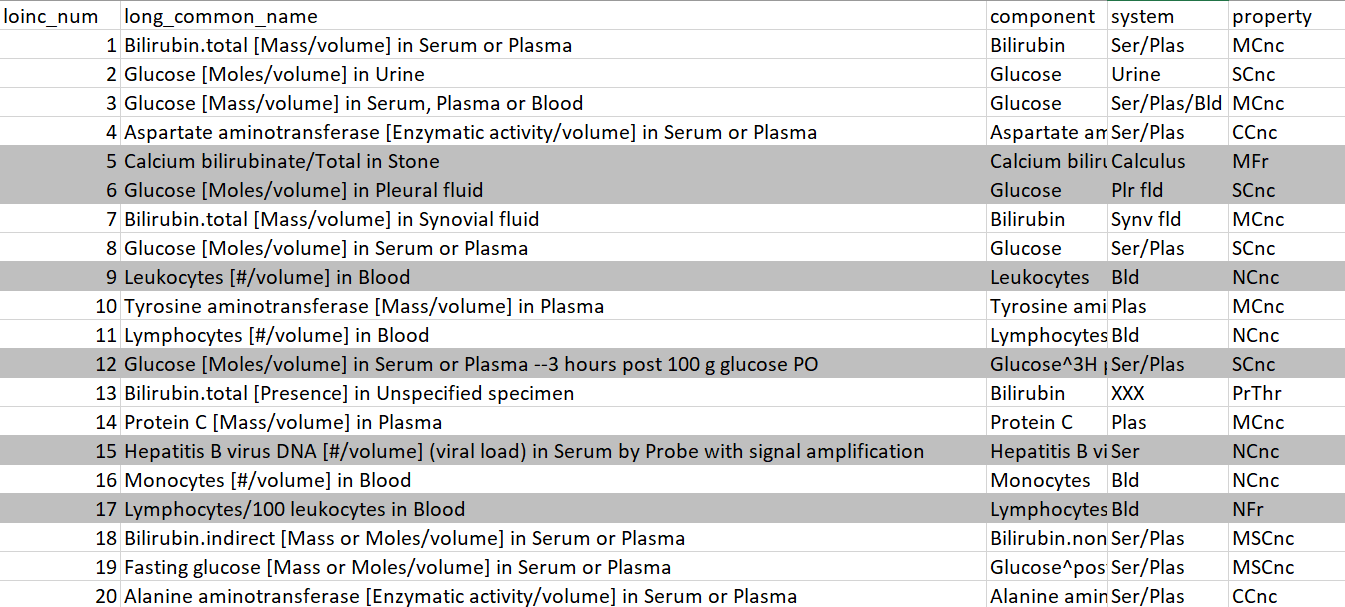 loinc_num long_common_name component system property
1 Bilirubin.total [Mass/volume] in Serum or Plasma Bilirubin Ser/Plas MCnc
2 Glucose [Moles/volume] in Urine Glucose Urine SCnc
3 Glucose [Mass/volume] in Serum, Plasma or Blood Glucose Ser/Plas/Bld MCnc
4 Aspartate aminotransferase [Enzymatic activity/volume] in Serum or Plasma Aspartate am Ser/Plas CCnc
5 Calcium bilirubinate/Total in Stone Calcium biliru Calculus MFr
6 Glucose [Moles/volume] in Pleural fluid Glucose Plr fld SCnc
7 Bilirubin.total [Mass/volume] in Synovial fluid Bilirubin Synv fld MCnc
8 Glucose [Moles/volume] in Serum or Plasma Glucose Ser/Plas SCnc
9 Leukocytes [#/volume] in Blood Leukocytes Bld NCnc
10 Tyrosine aminotransferase [Mass/volume] in Plasma Tyrosine ami Plas MCnc
11 Lymphocytes [#/volume] in Blood Lymphocytes Bld NCnc
12 Glucose [Moles/volume] in Serum or Plasma --3 hours post 100 g glucose PO Glucose^3H p Ser/Plas SCnc
13 Bilirubin.total [Presence] in Unspecified specimen Bilirubin XXX PrThr
14 Protein C [Mass/volume] in Plasma Protein C Plas MCnc
15 Hepatitis B virus DNA [#/volume] (viral load) in Serum by Probe with signal amplification Hepatitis B vi Ser NCnc
16 Monocytes [#/volume] in Blood Monocytes Bld NCnc
17 Lymphocytes/100 leukocytes in Blood Lymphocytes Bld NFr
18 Bilirubin.indirect [Mass or Moles/volume] in Serum or Plasma Bilirubin.non Ser/Plas MSCnc
19 Fasting glucose [Mass or Moles/volume] in Serum or Plasma Glucose^pos Ser/Plas MSCnc
20 Alanine aminotransferase [Enzymatic activity/volume] in Serum or Plasma Alanine amin Ser/Plas CCnc